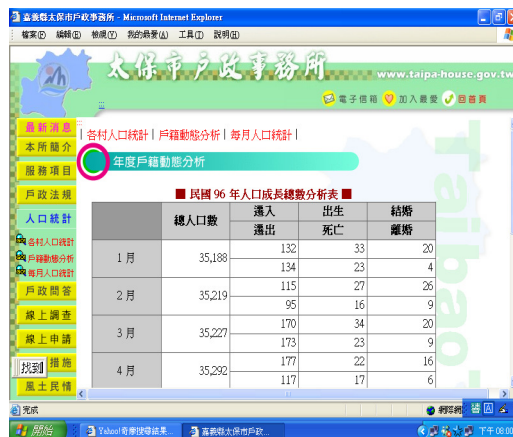 嘉義縣太保市戶政事務所 - Microsoft Internet Explorer
檔案(F) 編輯(E) 檢視(V) 我的最愛(A) 工具(T) 說明(H)
太保市戶政事務所
www.taipa-house.gov.tw
電子信箱 加入最愛 回首頁
最新消息
本所簡介
服務項目
戶政法規
人口統計
各村人口統計
戶籍動態分析
每月人口統計
戶政問答
線上調查
線上申請
措施
風土民情
找到
各村人口統計 | 戶籍動態分析 | 每月人口統計 |
年度戶籍動態分析
■ 民國 96 年人口成長總數分析表 ■
總人口數 遷入 出生 結婚
遷出 死亡 離婚
1 月 35,188 132 33 20
134 23 4
2 月 35,219 115 27 26
95 16 9
3 月 35,227 170 34 20
173 23 9
4 月 35,292 177 22 16
117 17 6
Taibao
完成
開始 Yahoo!奇摩搜尋結果... 嘉義縣太保市戶政... 下午 08:00